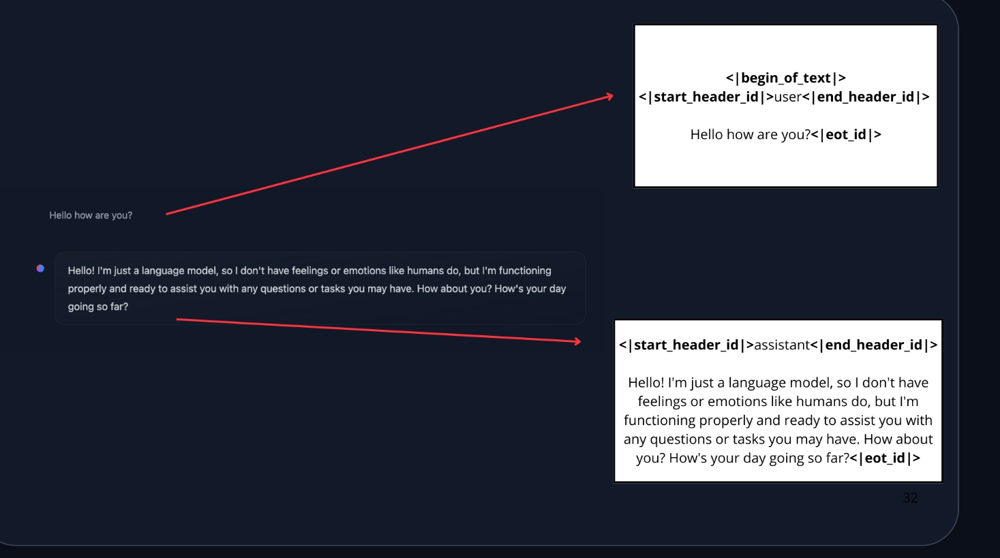 <|begin_of_text|>
<|start_header_id|>user<|end_header_id|>
Hello how are you?<|eot_id|>
Hello how are you?
Hello! I'm just a language model, so I don't have feelings or emotions like humans do, but I'm functioning
properly and ready to assist you with any questions or tasks you may have. How about you? How's your day
going so far?
<|start_header_id|>assistant<|end_header_id|>
Hello! I'm just a language model, so I don't have
feelings or emotions like humans do, but I'm
functioning properly and ready to assist you with
any questions or tasks you may have. How about
you? How's your day going so far?<|eot_id|>
32